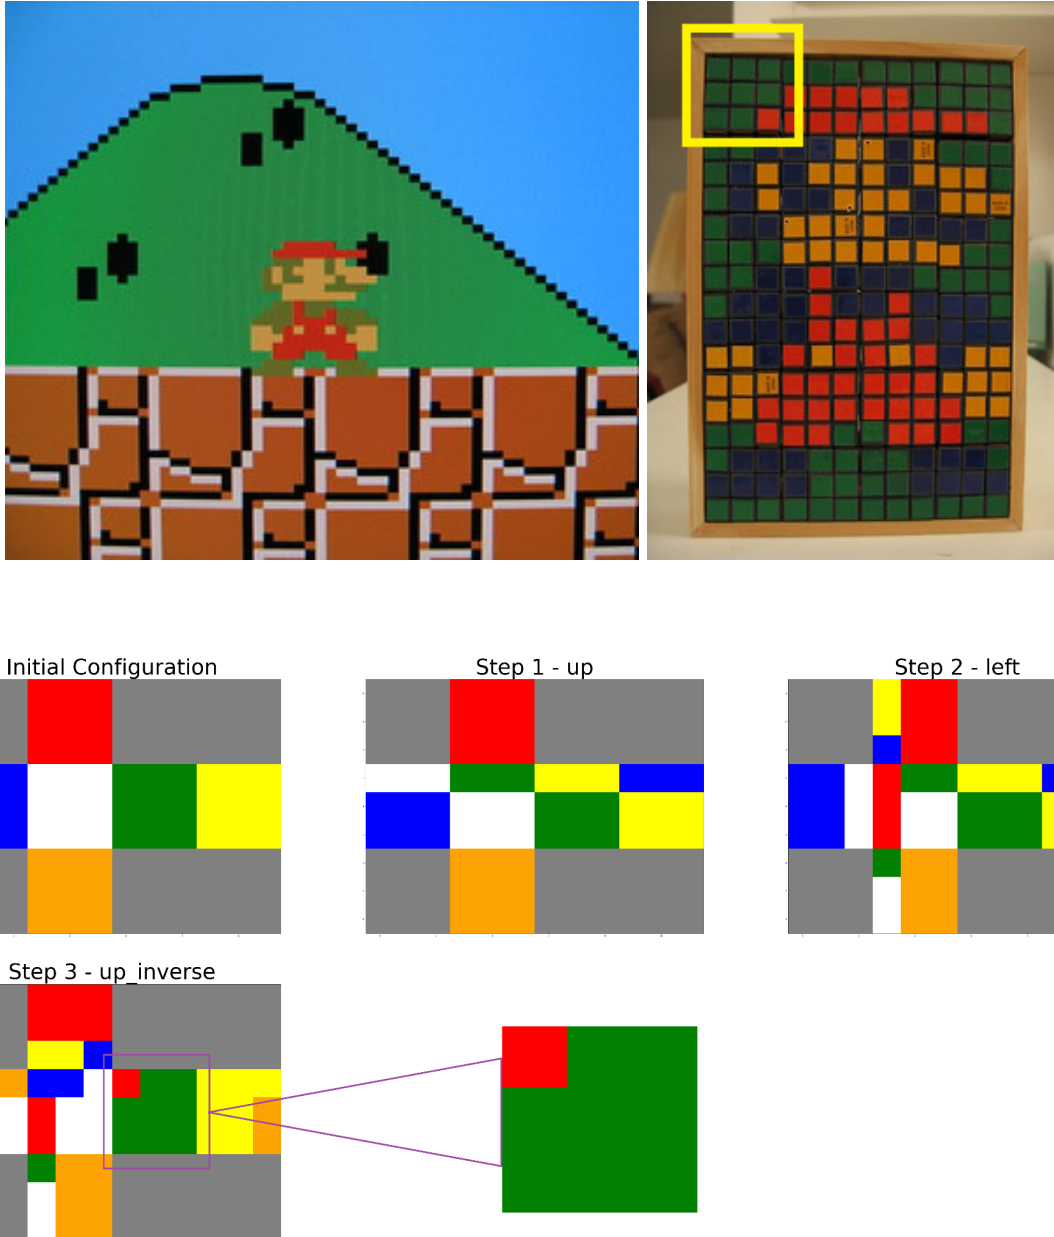 Initial Configuration
Step 1 - up
Step 2 - left
Step 3 - up_inverse